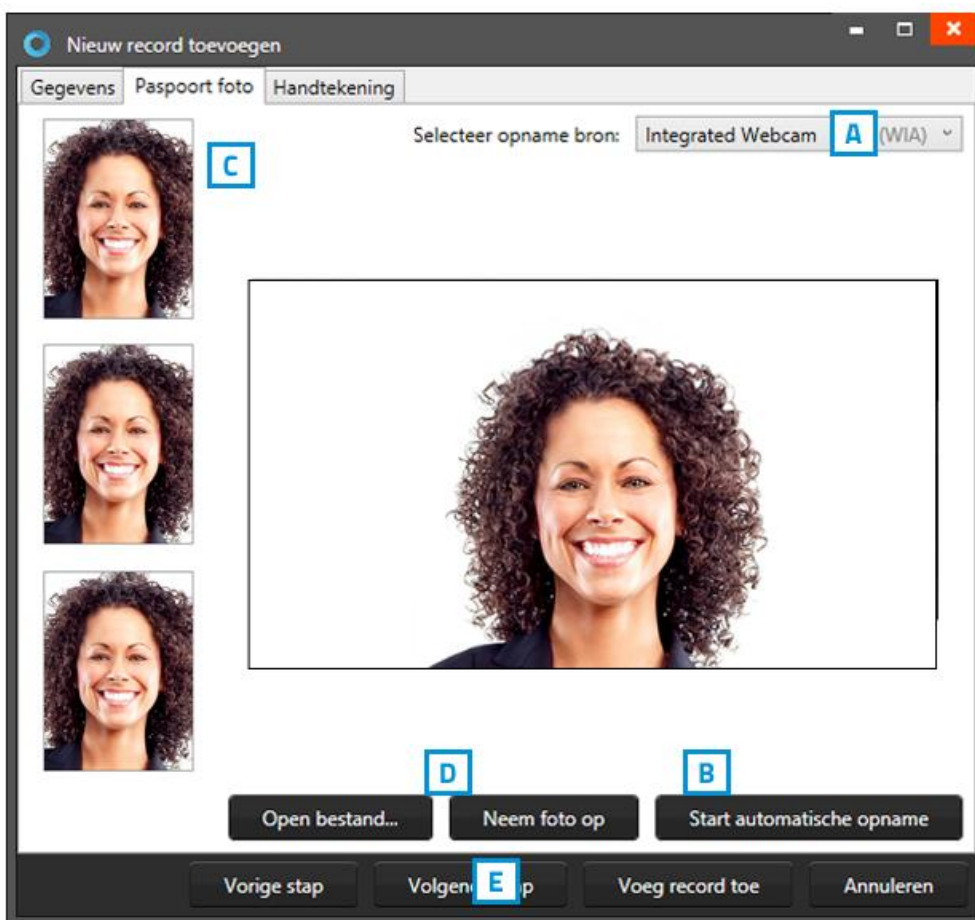 Nieuw record toevoegen
Gegevens Paspoort foto Handtekening
Selecteer opname bron: Integrated Webcam A (WIA)
C
D B
Open bestand... Neem foto op Start automatische opname
Vorige stap E Voeg record toe Annuleren